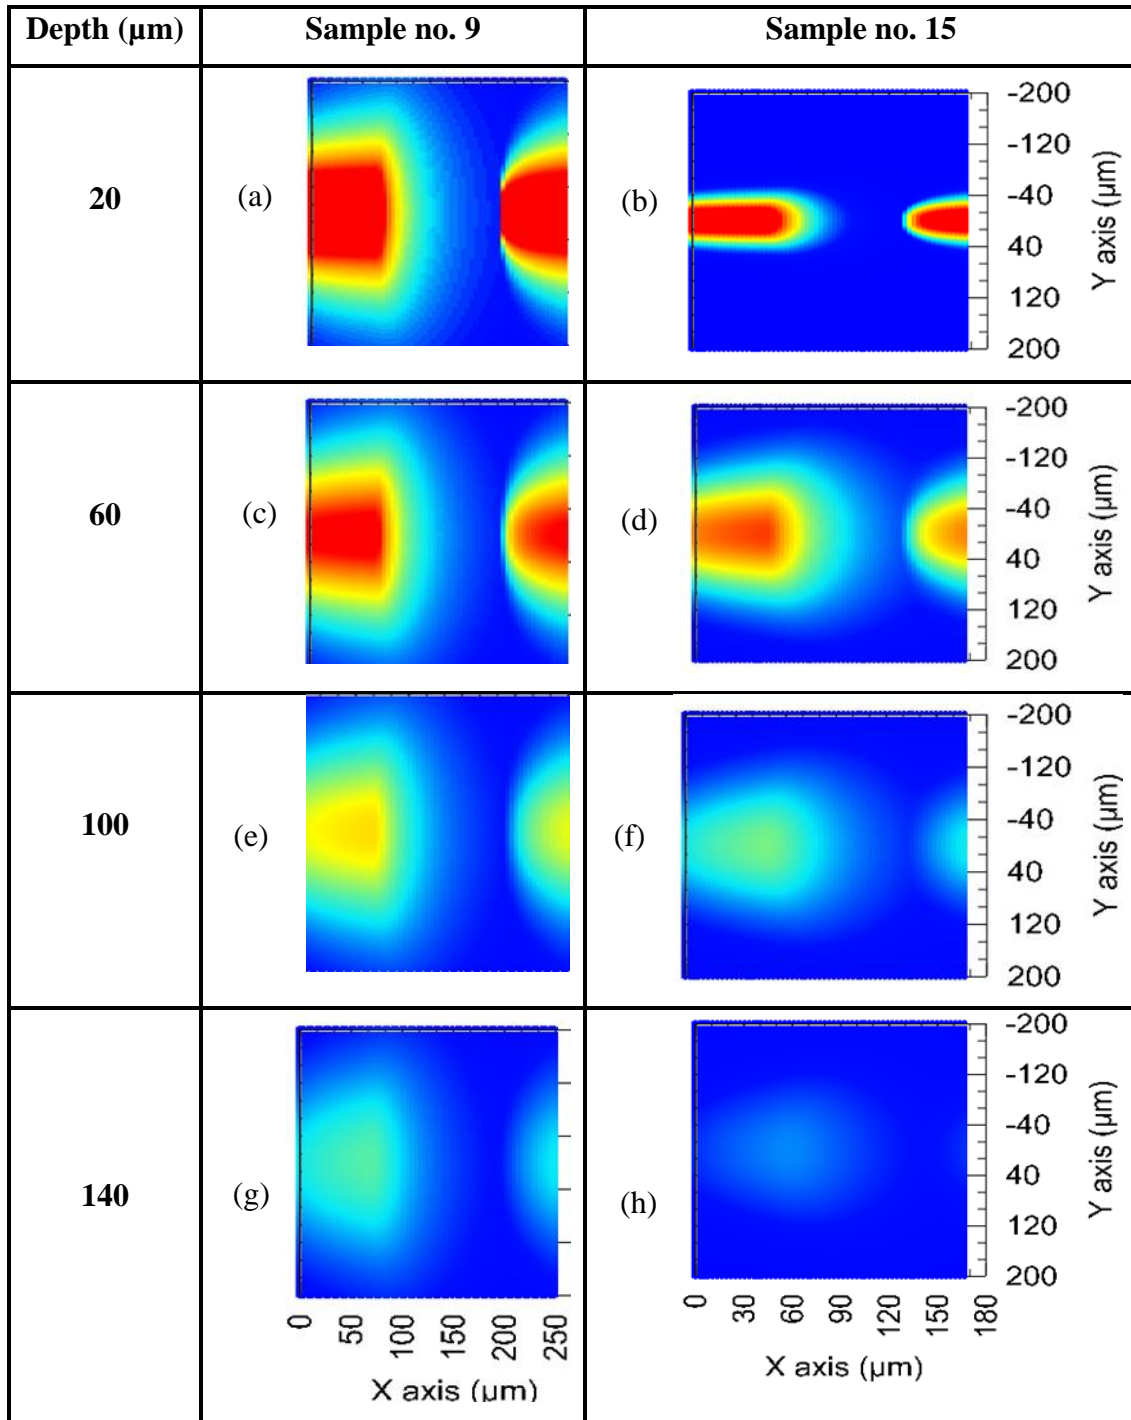 Depth (µm) Sample no. 9 Sample no. 15
20
(a)
(b)
-200
-120
-40
40
120
200
Y axis (µm)
60
(c)
(d)
-200
-120
-40
40
120
200
Y axis (µm)
100
(e)
(f)
-200
-120
-40
40
120
200
Y axis (µm)
140
(g)
0 50 100 150 200 250
X axis (µm)
(h)
-200
-120
-40
40
120
200
Y axis (µm)
0 30 60 90 120 150 180
X axis (µm)